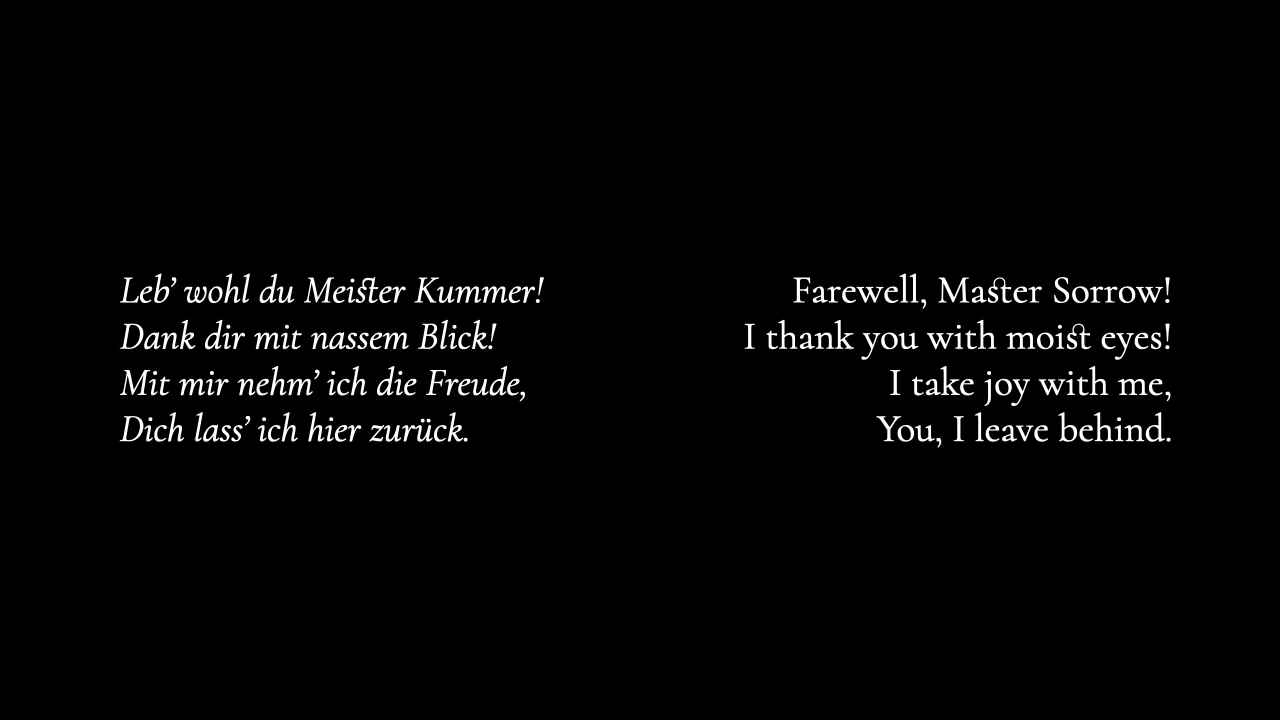 Leb’ wohl du Meister Kummer!
Dank dir mit nassem Blick!
Mit mir nehm’ ich die Freude,
Dich lass’ ich hier zurück.
Farewell, Master Sorrow!
I thank you with moist eyes!
I take joy with me,
You, I leave behind.